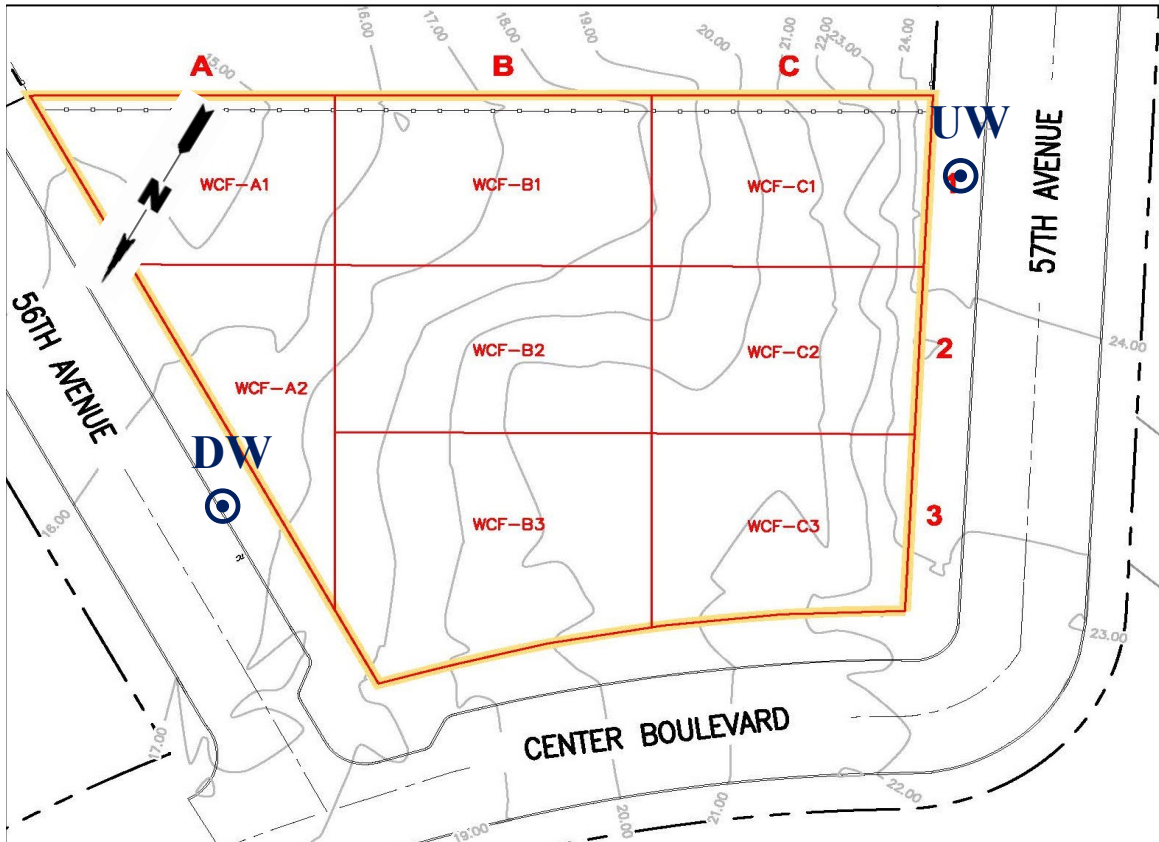 16.00
17.00
18.00
19.00
20.00
21.00
22.00
23.00
24.00
A
B
C
15.00
UW
N
WCF-A1
WCF-B1
WCF-C1
1
57TH AVENUE
56TH AVENUE
WCF-A2
WCF-B2
WCF-C2
2
24.00
DW
16.00
WCF-B3
WCF-C3
3
23.00
17.00
CENTER BOULEVARD
19.00
20.00
21.00
22.00